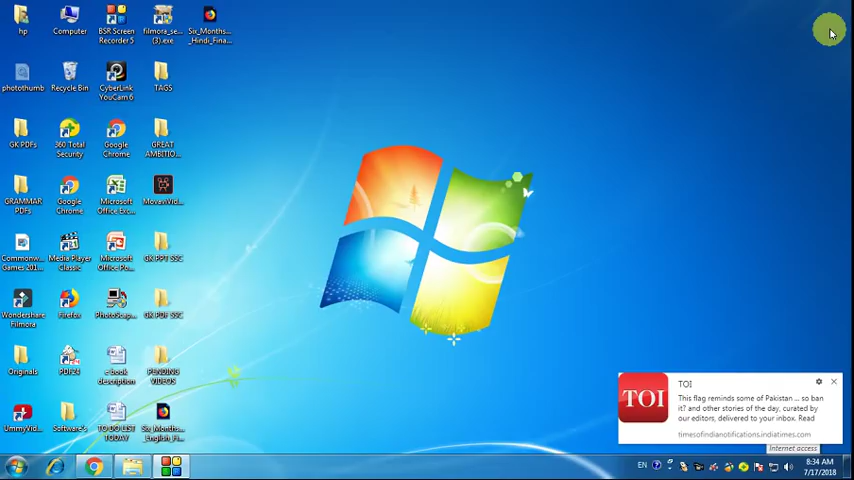 hp
Computer
BSR Screen
Recorder 5
filmora_se...
(3).exe
Six_Months...
_Hindi_Fina...
photothumb
Recycle Bin
CyberLink
YouCam 6
TAGS
GK PDFs
360 Total
Security
Google
Chrome
GREAT
AMBITIO...
GRAMMAR
PDFs
Google
Chrome
Microsoft
Office Exc...
MovaviVid...
Commonw...
Games 201...
Media Player
Classic
Microsoft
Office Po...
GK PPT SSC
Wondershare
Filmora
Firefox
PhotoScap...
GK PDF SSC
Originals
PDF24
e book
description
PENDING
VIDEOS
UmmyVid...
Software's
TO DO LIST
TODAY
Six_Months...
_English_Fi...
TOI
TOI
This flag reminds some of Pakistan ... so ban
it? and other stories of the day, curated by
our editors, delivered to your inbox. Read
timesofindianotifications.indiatimes.com
Internet access
EN
8:34 AM
7/17/2018